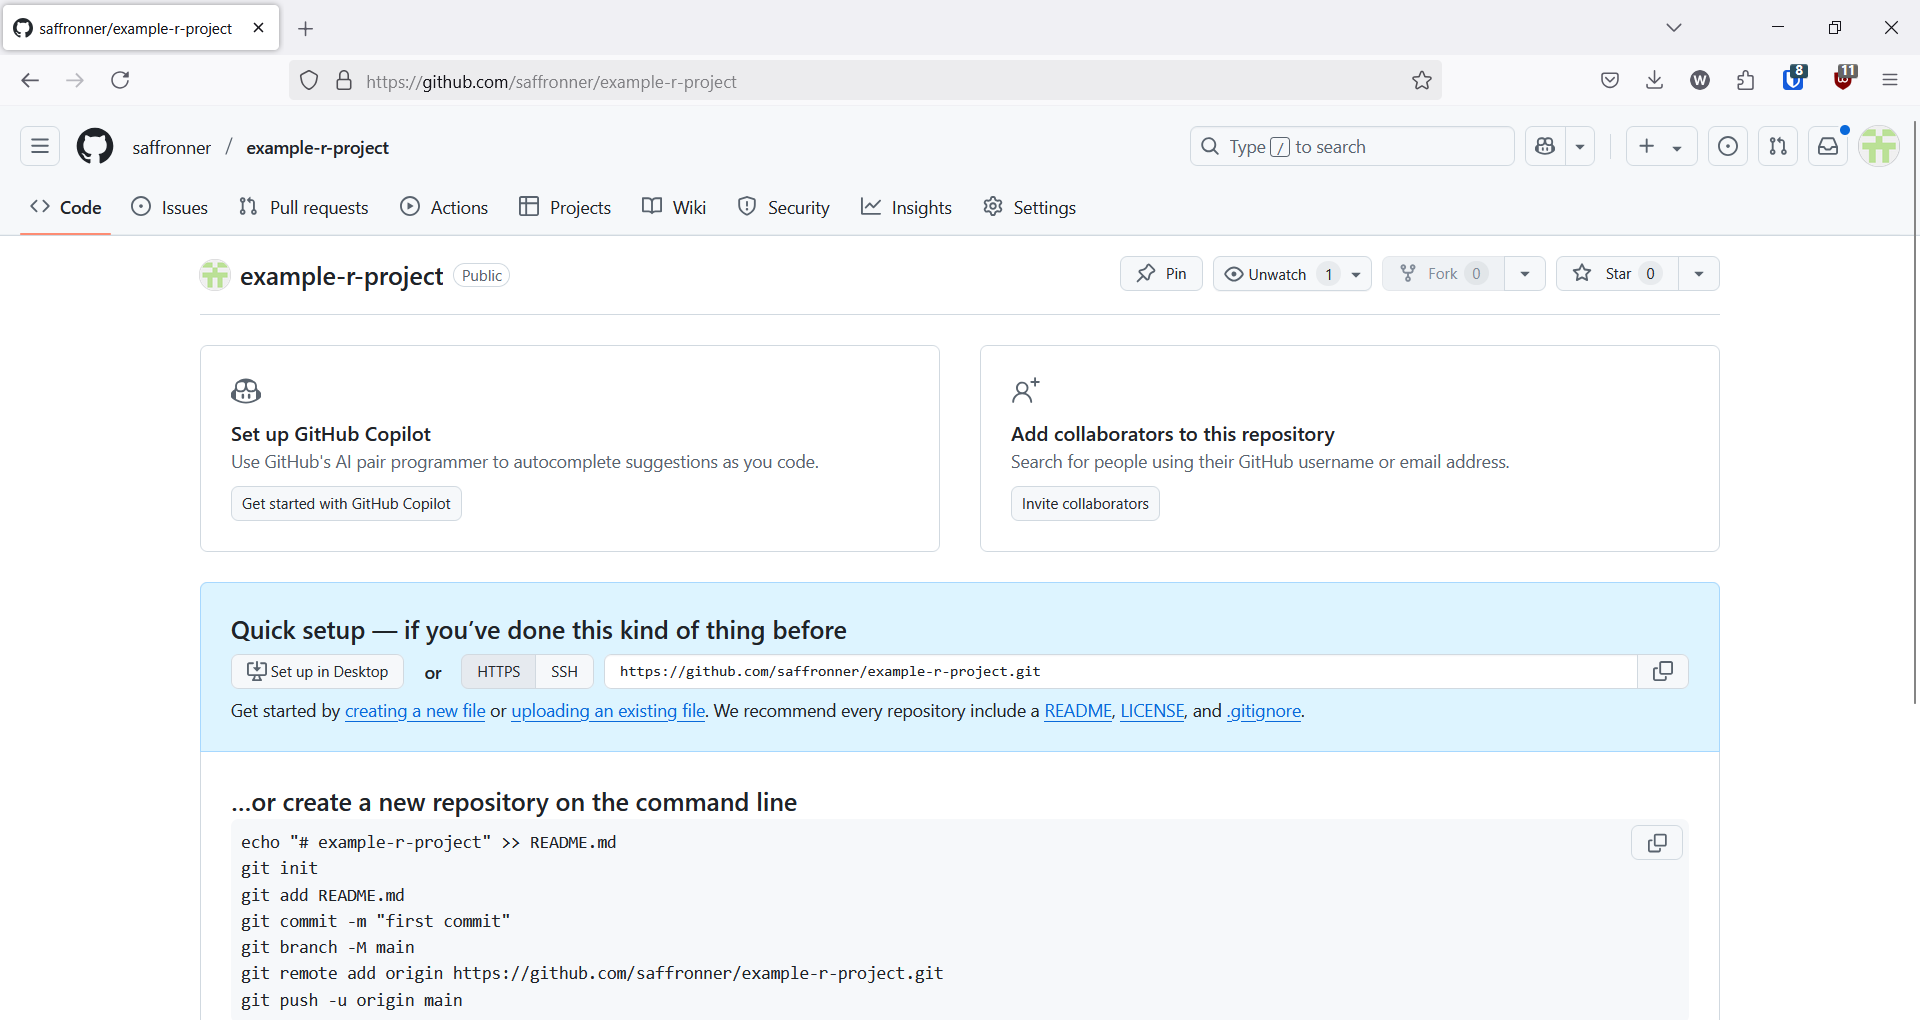 saffronner/example-r-project
https://github.com/saffronner/example-r-project
W
8
11
saffronner / example-r-project
Type / to search
Code
Issues
Pull requests
Actions
Projects
Wiki
Security
Insights
Settings
example-r-project Public
Pin
Unwatch 1
Fork 0
Star 0
Set up GitHub Copilot
Use GitHub's AI pair programmer to autocomplete suggestions as you code.
Get started with GitHub Copilot
Add collaborators to this repository
Search for people using their GitHub username or email address.
Invite collaborators
Quick setup — if you’ve done this kind of thing before
Set up in Desktop or HTTPS SSH https://github.com/saffronner/example-r-project.git
Get started by creating a new file or uploading an existing file. We recommend every repository include a README, LICENSE, and .gitignore.
…or create a new repository on the command line
echo "# example-r-project" >> README.md
git init
git add README.md
git commit -m "first commit"
git branch -M main
git remote add origin https://github.com/saffronner/example-r-project.git
git push -u origin main